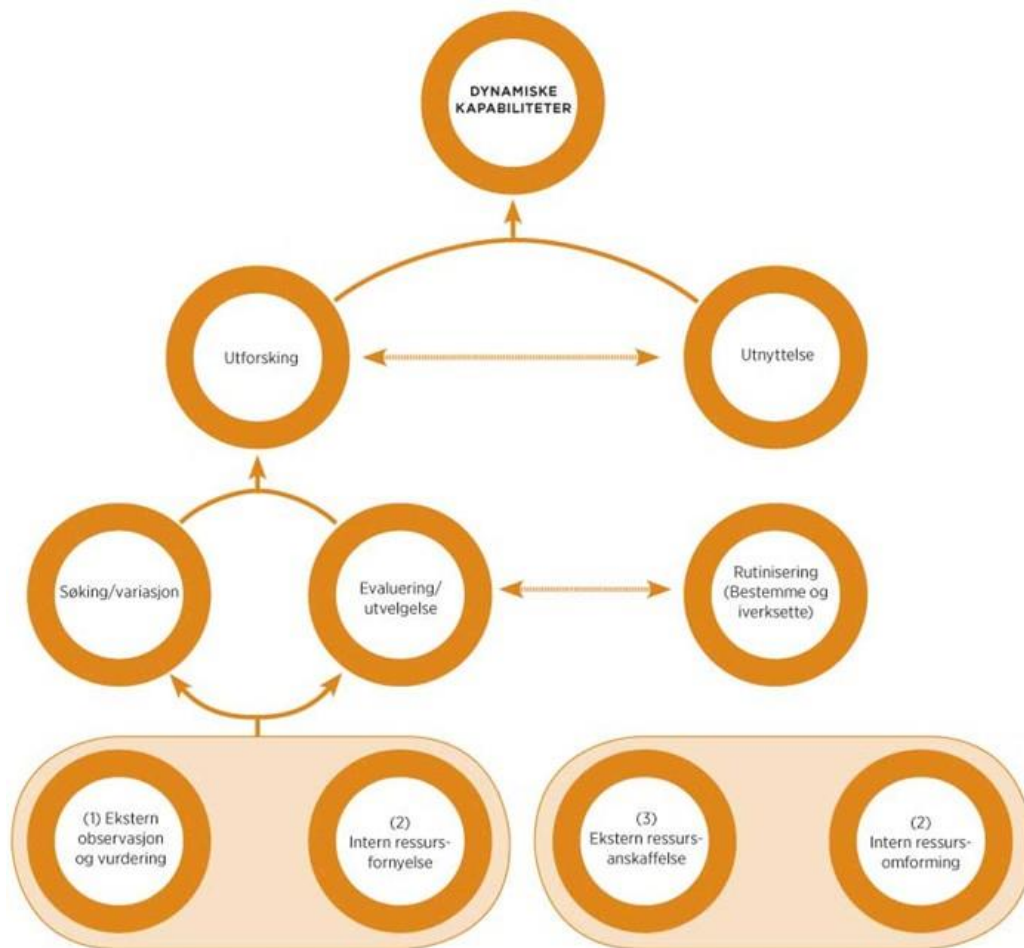 DYNAMISKE
KAPABILITETER
Utforsking
Utnyttelse
Søking/variasjon
Evaluering/
utvelgelse
Rutinisering
(Bestemme og
iverksette)
(1) Ekstern
observasjon
og vurdering
(2)
Intern ressurs-
fornyelse
(3)
Ekstern ressurs-
anskaffelse
(2)
Intern ressurs-
omforming